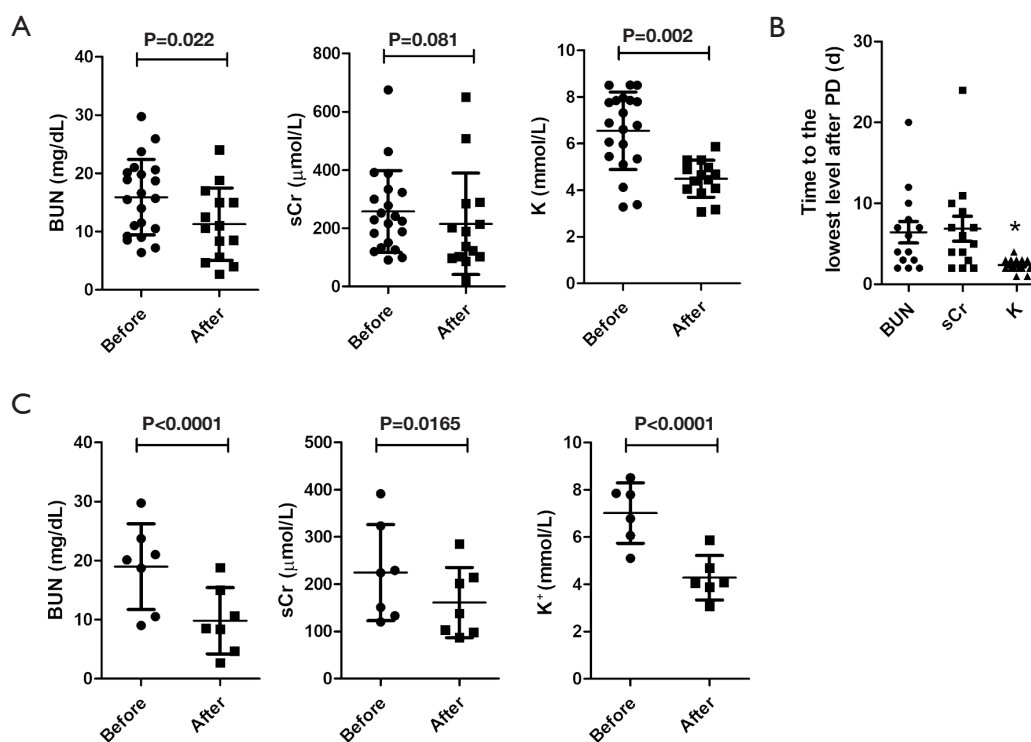 A
P=0.022
BUN (mg/dL)
40
30
20
10
0
Before
After
P=0.081
sCr (μmol/L)
800
600
400
200
0
Before
After
P=0.002
K (mmol/L)
10
8
6
4
2
0
Before
After
B
Time to the
lowest level after PD (d)
30
20
10
0
*
BUN
sCr
K
C
P<0.0001
BUN (mg/dL)
40
30
20
10
0
Before
After
P=0.0165
sCr (μmol/L)
500
400
300
200
100
0
Before
After
P<0.0001
K⁺ (mmol/L)
10
8
6
4
2
0
Before
After